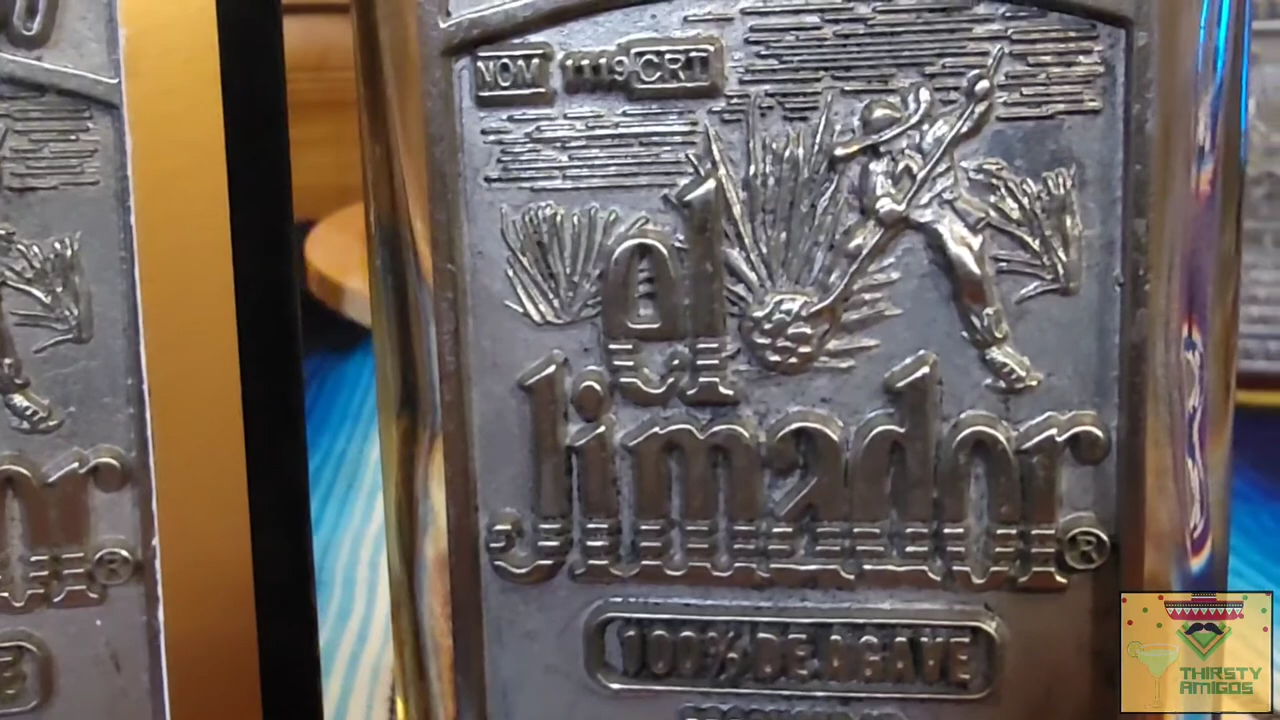 NOM 1119 CRT
el
Jimador®
100% DE AGAVE
r®
THIRSTY
AMIGOS